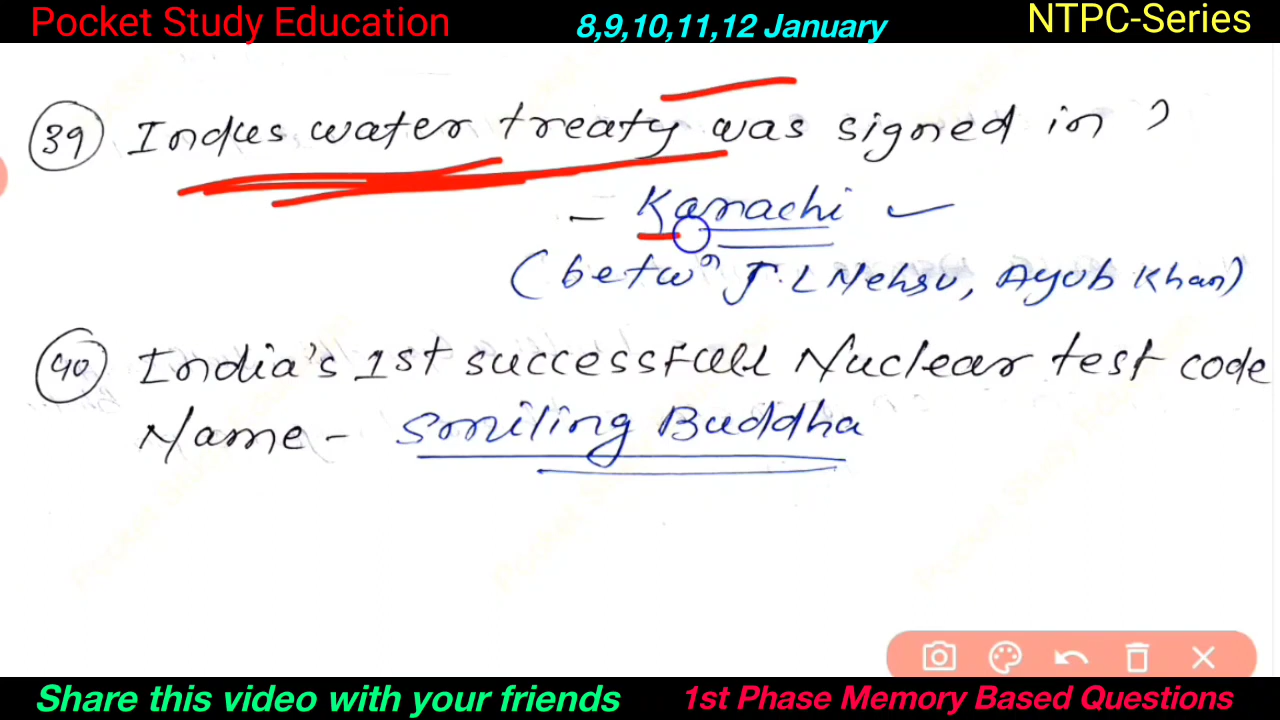 Pocket Study Education
8,9,10,11,12 January
NTPC-Series
39 Indus water treaty was signed in ?
- Karachi
(betwn J.L Nehru, Ayub Khan)
40 India's 1st successfull Nuclear test code
Name - Smiling Buddha
Share this video with your friends
1st Phase Memory Based Questions